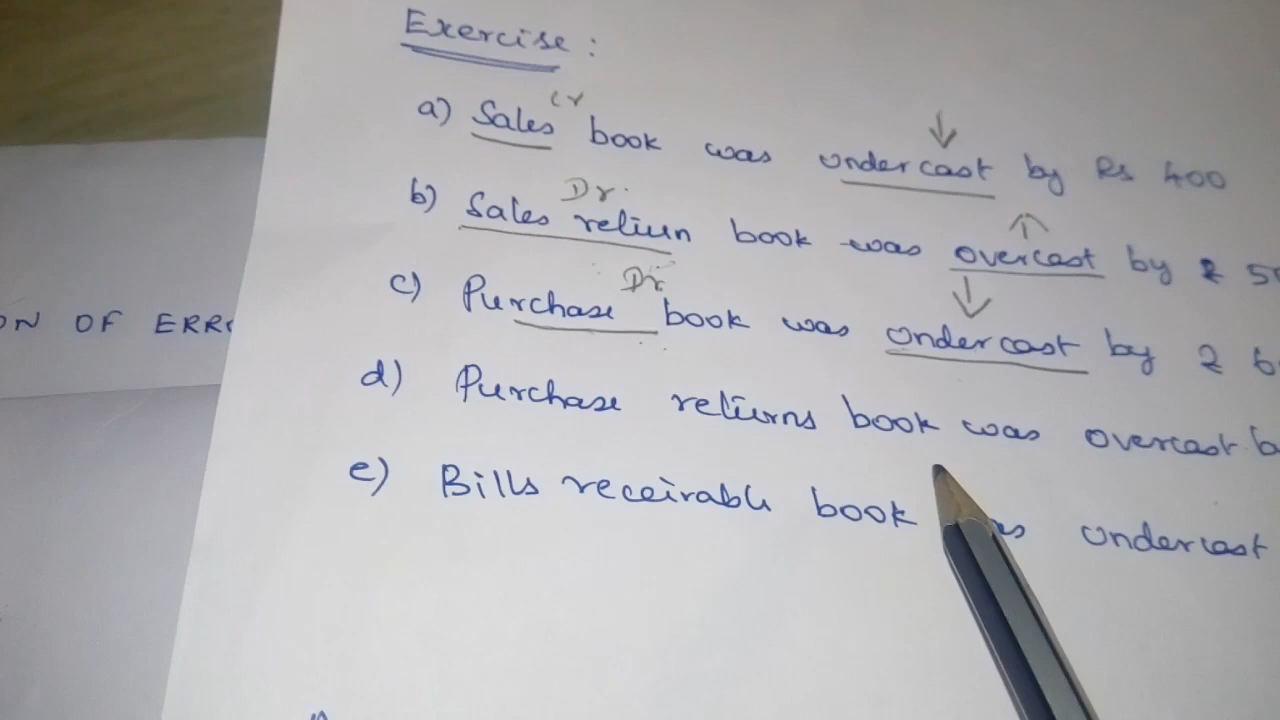 Exercise :
cr
a) Sales book was undercast by Rs 400
Dr.
b) Sales return book was overcast by ₹
Dr.
c) Purchase book was undercast by ₹
d) Purchase returns book was overcast
e) Bills receivable book undercast
ON OF